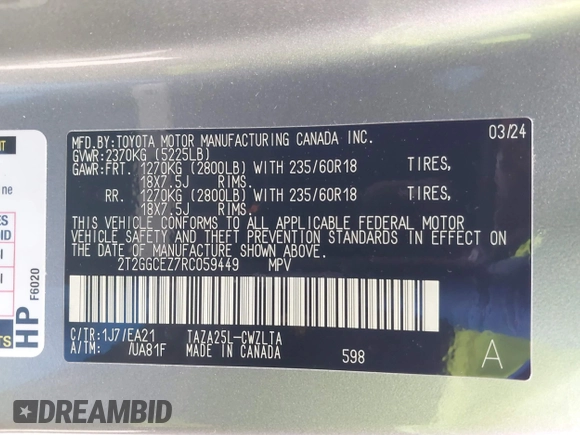 MFD.BY:TOYOTA MOTOR MANUFACTURING CANADA INC. 03/24
GVWR:2370KG (5225LB)
GAWR:FRT. 1270KG (2800LB) WITH 235/60R18 TIRES,
18X7.5J RIMS.
RR. 1270KG (2800LB) WITH 235/60R18 TIRES,
18X7.5J RIMS.
THIS VEHICLE CONFORMS TO ALL APPLICABLE FEDERAL MOTOR
VEHICLE SAFETY AND THEFT PREVENTION STANDARDS IN EFFECT ON
THE DATE OF MANUFACTURE SHOWN ABOVE.
2T2GGCEZ7RC059449 MPV
C/TR:1J7/EA21 TAZA25L-CWZLTA
A/TM: /UA81F MADE IN CANADA 598 A
ne
HP
F6020
DREAMBID